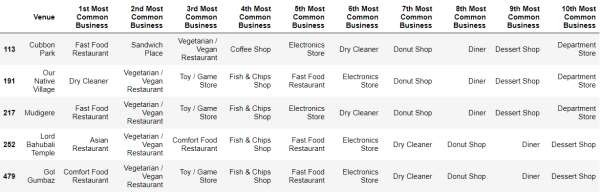 Venue 1st Most Common Business 2nd Most Common Business 3rd Most Common Business 4th Most Common Business 5th Most Common Business 6th Most Common Business 7th Most Common Business 8th Most Common Business 9th Most Common Business 10th Most Common Business
113 Cubbon Park Fast Food Restaurant Sandwich Place Vegetarian / Vegan Restaurant Coffee Shop Electronics Store Dry Cleaner Donut Shop Diner Dessert Shop Department Store
191 Our Native Village Dry Cleaner Vegetarian / Vegan Restaurant Toy / Game Store Fish & Chips Shop Fast Food Restaurant Electronics Store Donut Shop Diner Dessert Shop Department Store
217 Mudigere Fast Food Restaurant Vegetarian / Vegan Restaurant Toy / Game Store Fish & Chips Shop Electronics Store Dry Cleaner Donut Shop Diner Dessert Shop Department Store
252 Lord Bahubali Temple Asian Restaurant Vegetarian / Vegan Restaurant Comfort Food Restaurant Fish & Chips Shop Fast Food Restaurant Electronics Store Dry Cleaner Donut Shop Diner Dessert Shop
479 Gol Gumbaz Comfort Food Restaurant Vegetarian / Vegan Restaurant Toy / Game Store Fish & Chips Shop Fast Food Restaurant Electronics Store Dry Cleaner Donut Shop Diner Dessert Shop